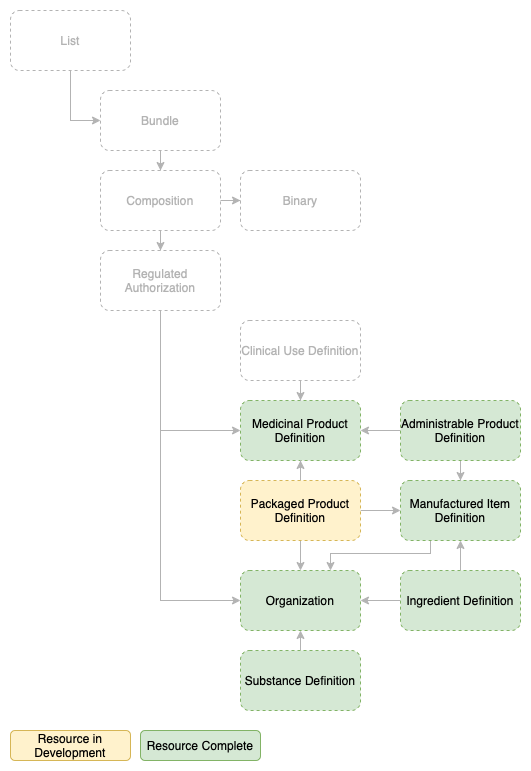 List
Bundle
Composition
Binary
Regulated
Authorization
Clinical Use Definition
Medicinal Product
Definition
Administrable Product
Definition
Packaged Product
Definition
Manufactured Item
Definition
Organization
Ingredient Definition
Substance Definition
Resource in
Development
Resource Complete